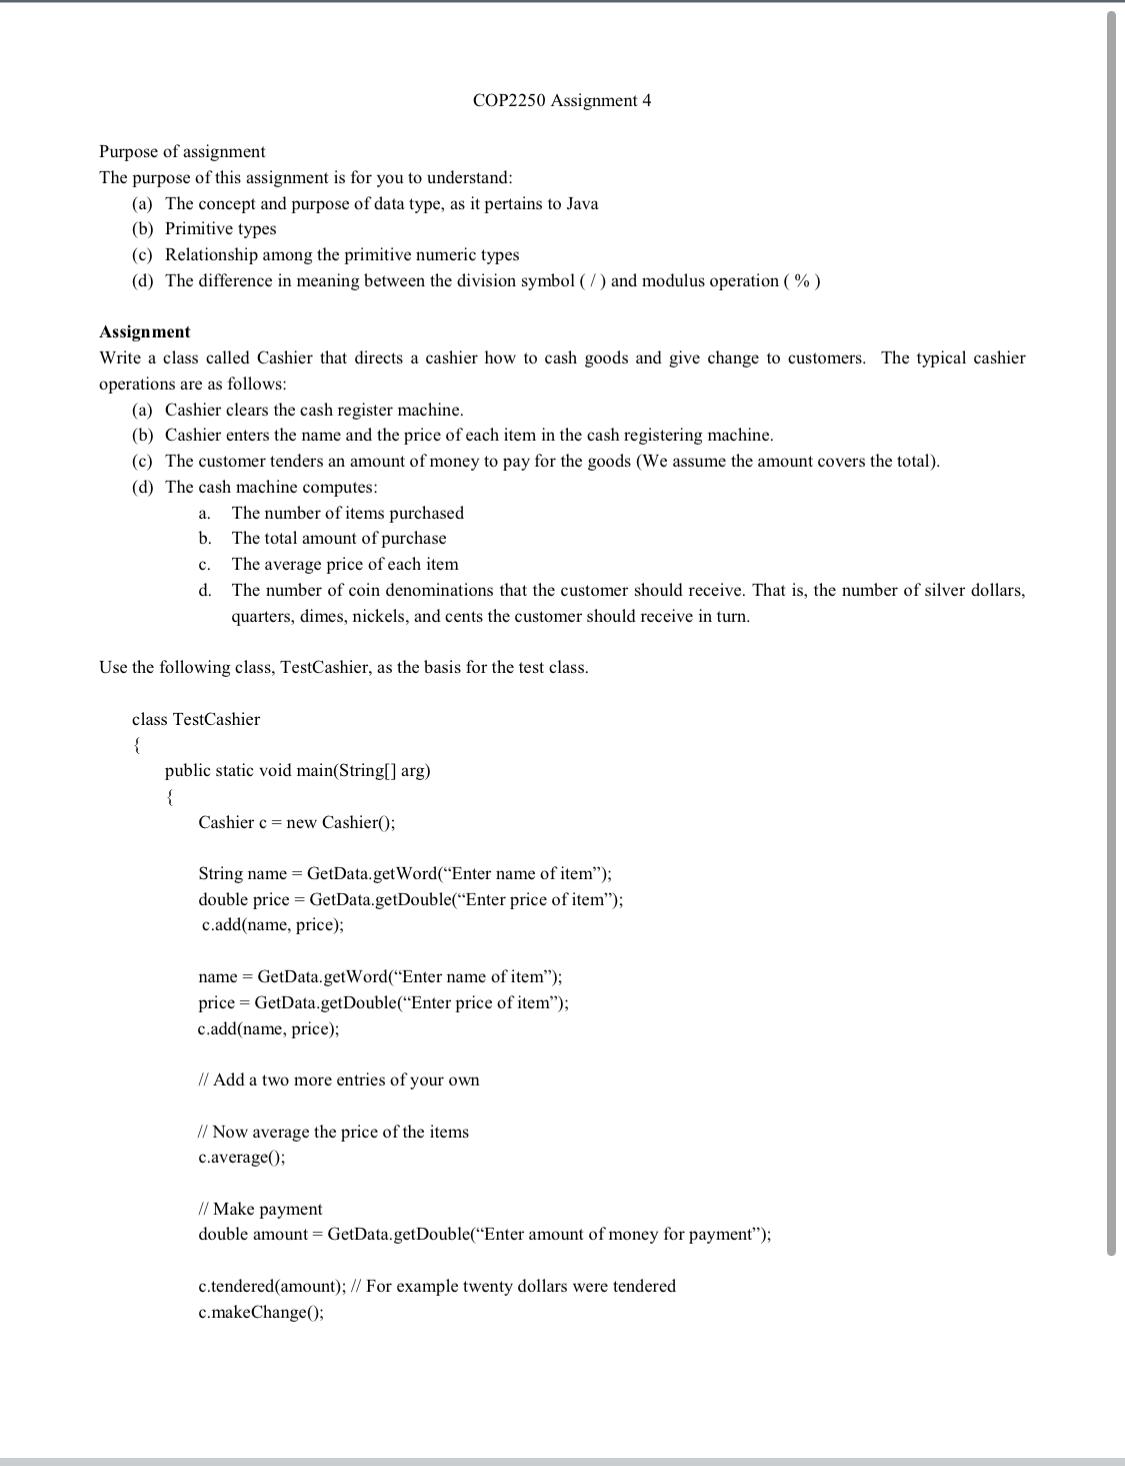 COP2250 Assignment 4
Purpose of assignment
The purpose of this assignment is for you to understand:
(a) The concept and purpose of data type, as it pertains to Java
(b) Primitive types
(c) Relationship among the primitive numeric types
(d) The difference in meaning between the division symbol ( / ) and modulus operation ( % )
Assignment
Write a class called Cashier that directs a cashier how to cash goods and give change to customers. The typical cashier
operations are as follows:
(a) Cashier clears the cash register machine.
(b) Cashier enters the name and the price of each item in the cash registering machine.
(c) The customer tenders an amount of money to pay for the goods (We assume the amount covers the total).
(d) The cash machine computes:
a. The number of items purchased
b. The total amount of purchase
c. The average price of each item
d. The number of coin denominations that the customer should receive. That is, the number of silver dollars,
quarters, dimes, nickels, and cents the customer should receive in turn.
Use the following class, TestCashier, as the basis for the test class.
class TestCashier
{
public static void main(String[] arg)
{
Cashier c = new Cashier();
String name = GetData.getWord(“Enter name of item”);
double price = GetData.getDouble(“Enter price of item”);
c.add(name, price);
name = GetData.getWord(“Enter name of item”);
price = GetData.getDouble(“Enter price of item”);
c.add(name, price);
// Add a two more entries of your own
// Now average the price of the items
c.average();
// Make payment
double amount = GetData.getDouble(“Enter amount of money for payment”);
c.tendered(amount); // For example twenty dollars were tendered
c.makeChange();